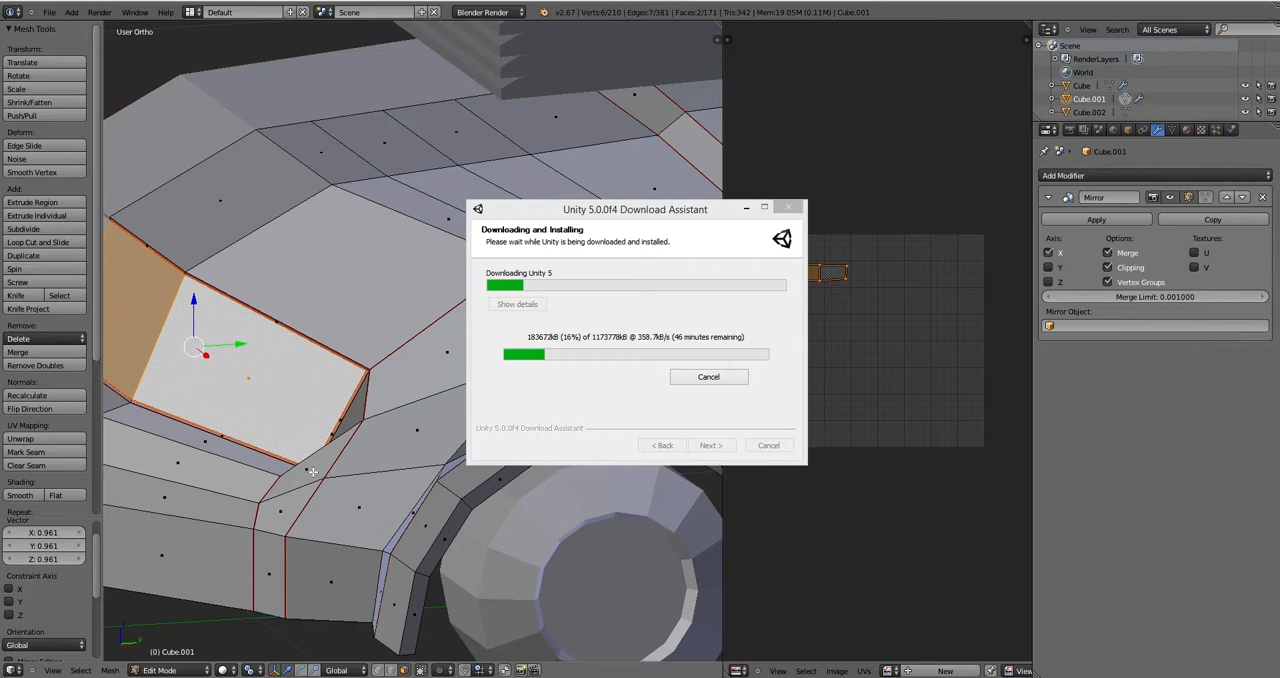 File Add Render Window Help Default Scene Blender Render v2.67 | Verts:6/210 | Edges:7/381 | Faces:2/171 | Tris:342 | Mem:19.05M (0.11M) | Cube.001
Mesh Tools
Transform:
Translate
Rotate
Scale
Shrink/Fatten
Push/Pull
Deform:
Edge Slide
Noise
Smooth Vertex
Add:
Extrude Region
Extrude Individual
Subdivide
Loop Cut and Slide
Duplicate
Spin
Screw
Knife Select
Knife Project
Remove:
Delete
Merge
Remove Doubles
Normals:
Recalculate
Flip Direction
UV Mapping:
Unwrap
Mark Seam
Clear Seam
Shading:
Smooth Flat
Repeat:
Vector
X: 0.961
Y: 0.961
Z: 0.961
Constraint Axis
X
Y
Z
Orientation
Global
User Ortho
(0) Cube.001
View Select Mesh Edit Mode Global
Unity 5.0.0f4 Download Assistant
Downloading and Installing
Please wait while Unity is being downloaded and installed.
Downloading Unity 5
Show details
183672kB (16%) of 1173778kB @ 358.7kB/s (46 minutes remaining)
Cancel
Unity 5.0.0f4 Download Assistant
< Back Next > Cancel
View Select Image UVs New View
View Search All Scenes
Scene
RenderLayers
World
Cube
Cube.001
Cube.002
Cube.001
Add Modifier
Mirror
Apply Copy
Axis: Options: Textures:
X Merge U
Y Clipping V
Z Vertex Groups
Merge Limit: 0.001000
Mirror Object: